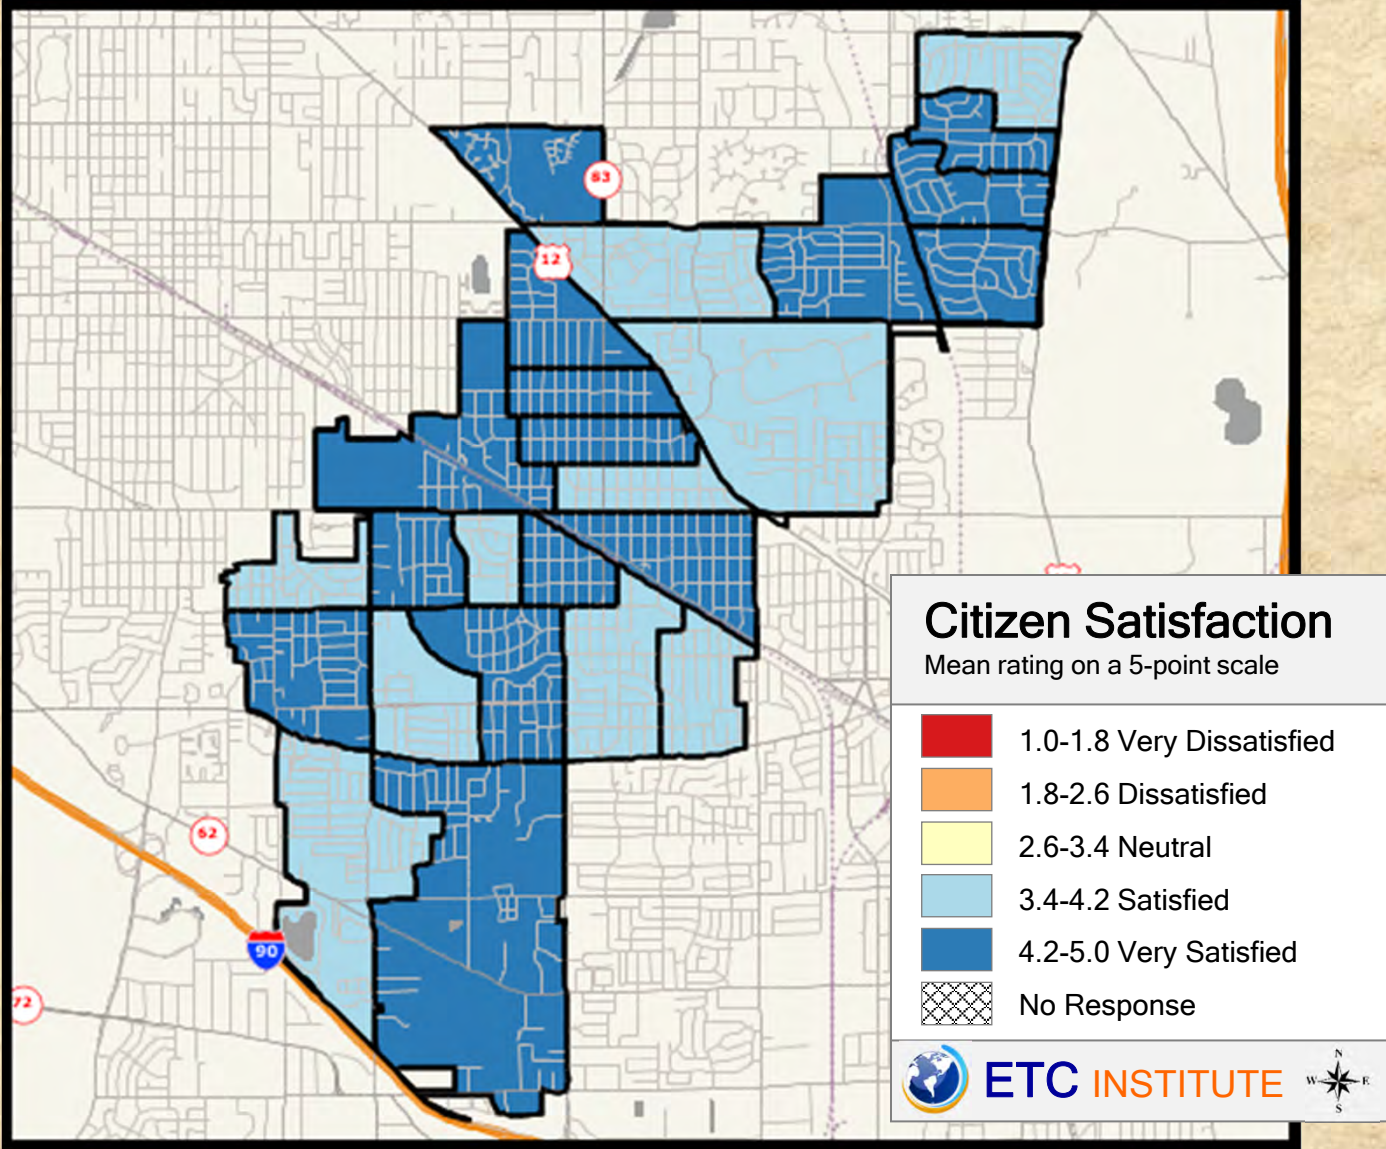 83
12
62
90
72
Citizen Satisfaction
Mean rating on a 5-point scale
1.0-1.8 Very Dissatisfied
1.8-2.6 Dissatisfied
2.6-3.4 Neutral
3.4-4.2 Satisfied
4.2-5.0 Very Satisfied
No Response
ETC INSTITUTE
N
W E
S